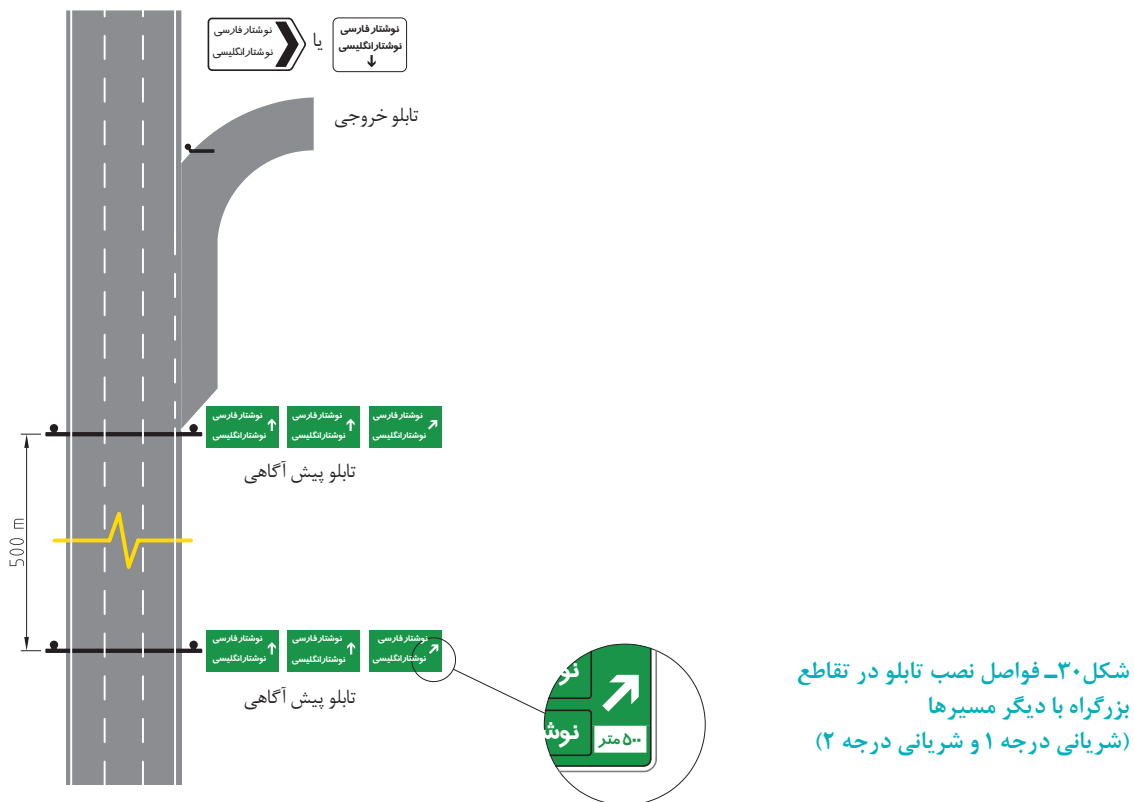 نوشتار فارسی
نوشتار انگلیسی
یا
نوشتار فارسی
نوشتار انگلیسی
تابلو خروجی
نوشتار فارسی
نوشتار انگلیسی
نوشتار فارسی
نوشتار انگلیسی
نوشتار فارسی
نوشتار انگلیسی
تابلو پیش آگاهی
500 m
نوشتار فارسی
نوشتار انگلیسی
نوشتار فارسی
نوشتار انگلیسی
نوشتار فارسی
نوشتار انگلیسی
تابلو پیش آگاهی
نو
نوشـ
۵۰۰ متر
شکل ۳۰ـ فواصل نصب تابلو در تقاطع
بزرگراه با دیگر مسیرها
(شریانی درجه ۱ و شریانی درجه ۲)